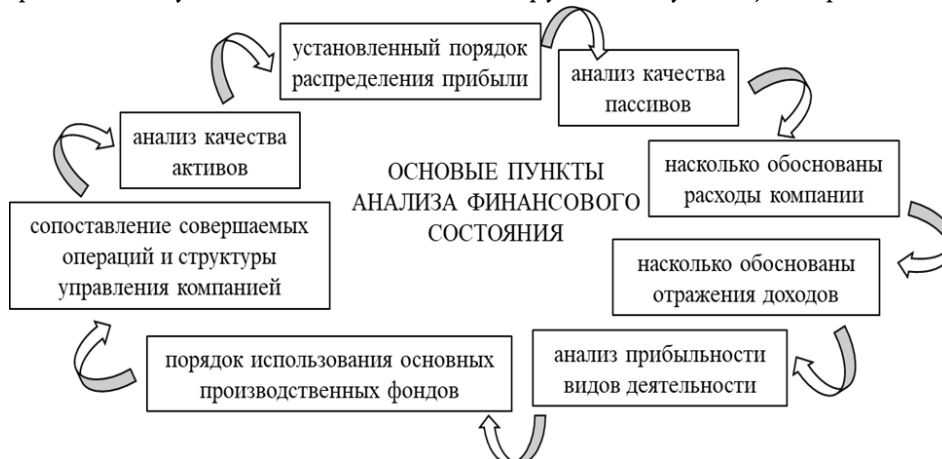 установленный порядок
распределения прибыли
анализ качества
пассивов
насколько обоснованы
расходы компании
насколько обоснованы
отражения доходов
анализ прибыльности
видов деятельности
порядок использования основных
производственных фондов
сопоставление совершаемых
операций и структуры
управления компанией
анализ качества
активов
ОСНОВЫЕ ПУНКТЫ
АНАЛИЗА ФИНАНСОВОГО
СОСТОЯНИЯ